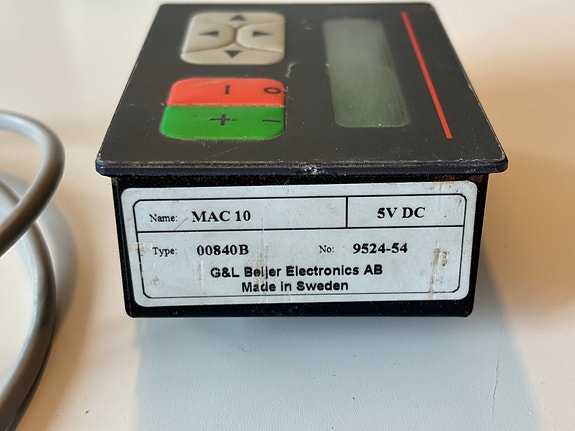 − O
+ |
Name: MAC 10 5V DC
Type: 00840B No: 9524-54
G&L Beijer Electronics AB
Made in Sweden